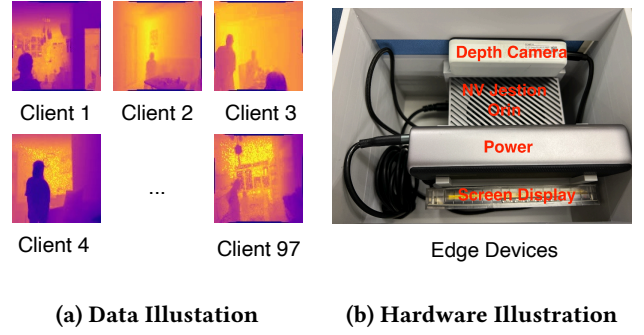 Client 1
Client 2
Client 3
Client 4
...
Client 97
(a) Data Illustation
Depth Camera
NV Jestion
Orin
Power
Screen Display
Edge Devices
(b) Hardware Illustration